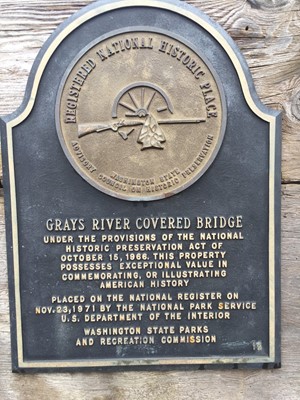 REGISTERED NATIONAL HISTORIC PLACE
WASHINGTON STATE
COUNCIL ON HISTORIC PRESERVATION
GRAYS RIVER COVERED BRIDGE
UNDER THE PROVISIONS OF THE NATIONAL
HISTORIC PRESERVATION ACT OF
OCTOBER 15, 1966. THIS PROPERTY
POSSESSES EXCEPTIONAL VALUE IN
COMMEMORATING, OR ILLUSTRATING
AMERICAN HISTORY
PLACED ON THE NATIONAL REGISTER ON
NOV. 23, 1971 BY THE NATIONAL PARK SERVICE
U.S. DEPARTMENT OF THE INTERIOR
WASHINGTON STATE PARKS
AND RECREATION COMMISSION